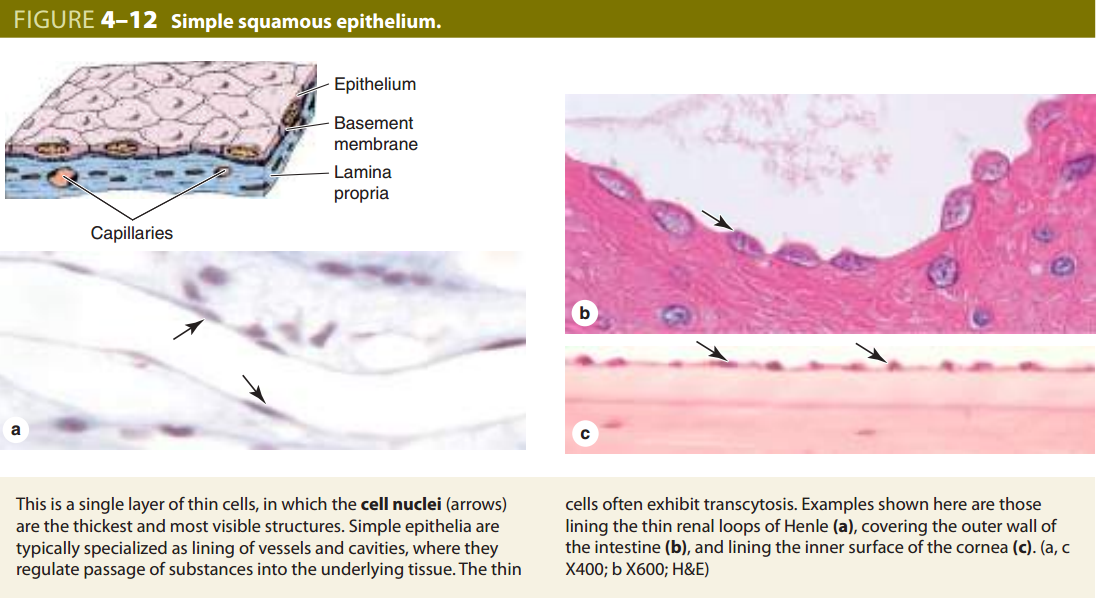 FIGURE 4–12 Simple squamous epithelium.
Epithelium
Basement
membrane
Lamina
propria
Capillaries
a
b
c
This is a single layer of thin cells, in which the cell nuclei (arrows)
are the thickest and most visible structures. Simple epithelia are
typically specialized as lining of vessels and cavities, where they
regulate passage of substances into the underlying tissue. The thin
cells often exhibit transcytosis. Examples shown here are those
lining the thin renal loops of Henle (a), covering the outer wall of
the intestine (b), and lining the inner surface of the cornea (c). (a, c
X400; b X600; H&E)